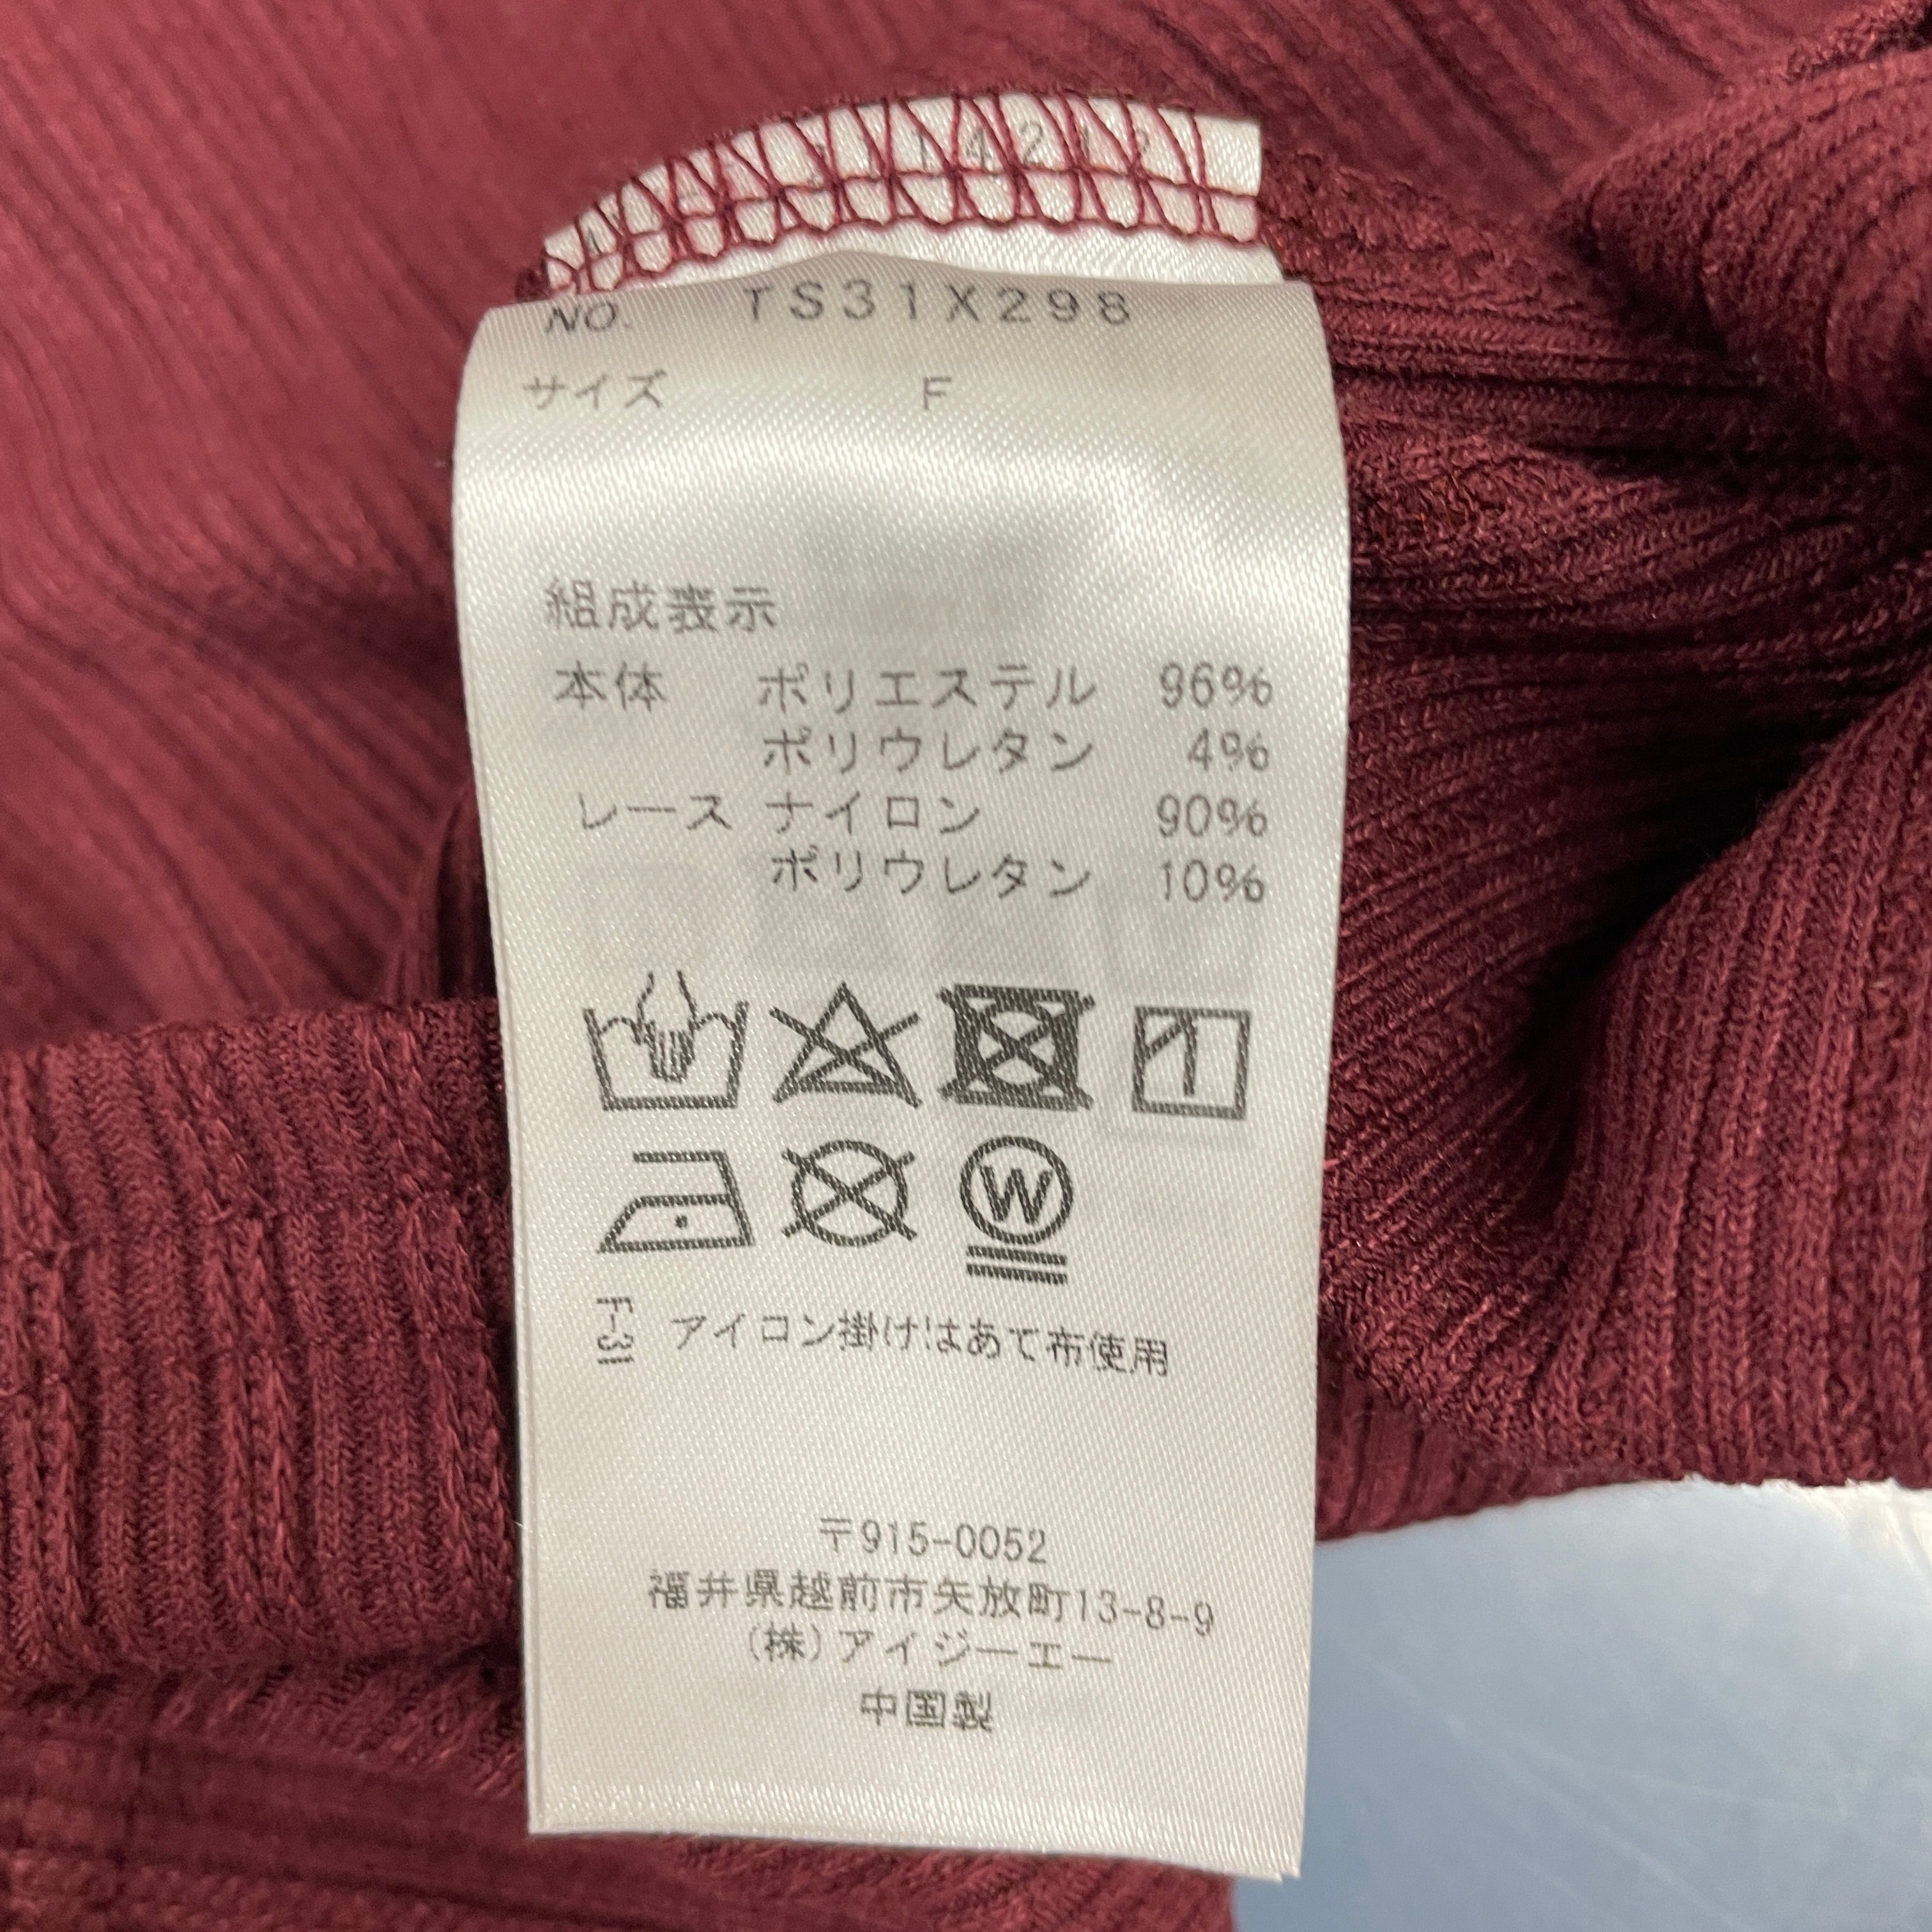 NO. TS31X298
サイズ F
組成表示
本体 ポリエステル 96%
ポリウレタン 4%
レース ナイロン 90%
ポリウレタン 10%
W
F-31 アイロン掛けはあて布使用
〒915-0052
福井県越前市矢放町13-8-9
(株)アイジーエー
中国製